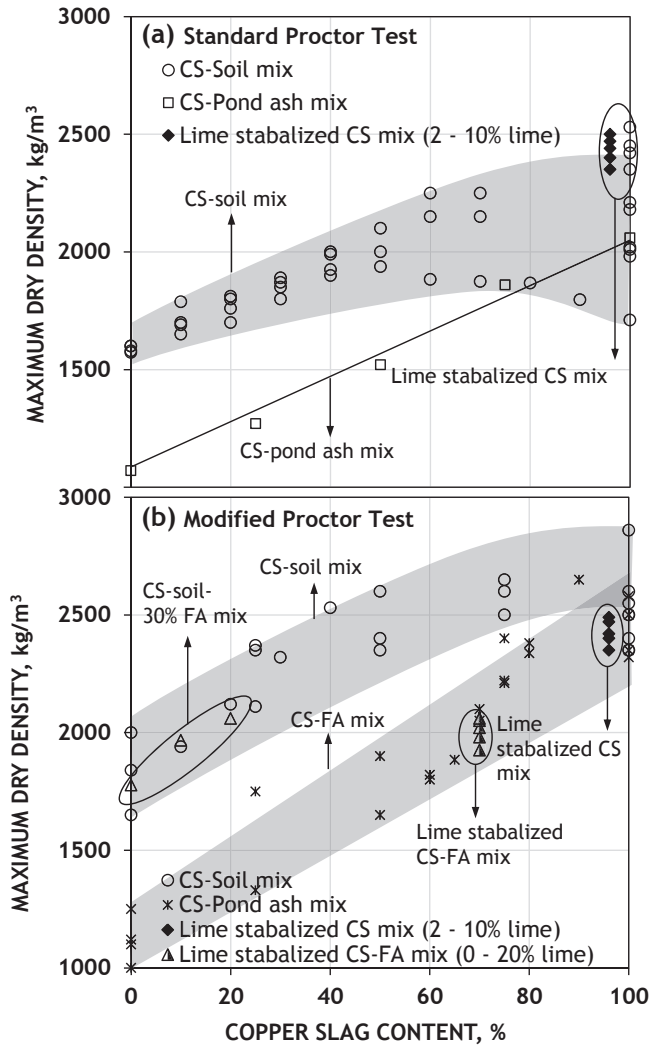 3000
(a) Standard Proctor Test
CS-Soil mix
CS-Pond ash mix
2500
Lime stabalized CS mix (2 - 10% lime)
CS-soil mix
2000
MAXIMUM DRY DENSITY, kg/m³
1500
Lime stabalized CS mix
CS-pond ash mix
3000
(b) Modified Proctor Test
CS-soil mix
CS-soil-
30% FA mix
2500
CS-FA mix
2000
Lime
stabalized CS
mix
MAXIMUM DRY DENSITY, kg/m³
Lime stabalized
CS-FA mix
1500
CS-Soil mix
CS-Pond ash mix
Lime stabalized CS mix (2 - 10% lime)
Lime stabalized CS-FA mix (0 - 20% lime)
1000
0 20 40 60 80 100
COPPER SLAG CONTENT, %